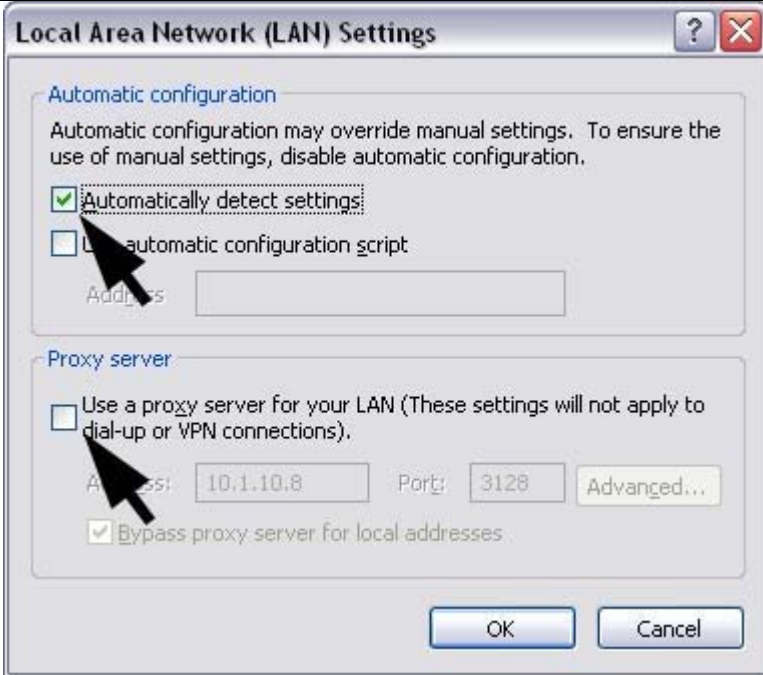 Local Area Network (LAN) Settings
Automatic configuration
Automatic configuration may override manual settings. To ensure the
use of manual settings, disable automatic configuration.
Automatically detect settings
automatic configuration script
Address
Proxy server
Use a proxy server for your LAN (These settings will not apply to
dial-up or VPN connections).
Address: 10.1.10.8 Port: 3128 Advanced...
Bypass proxy server for local addresses
OK Cancel